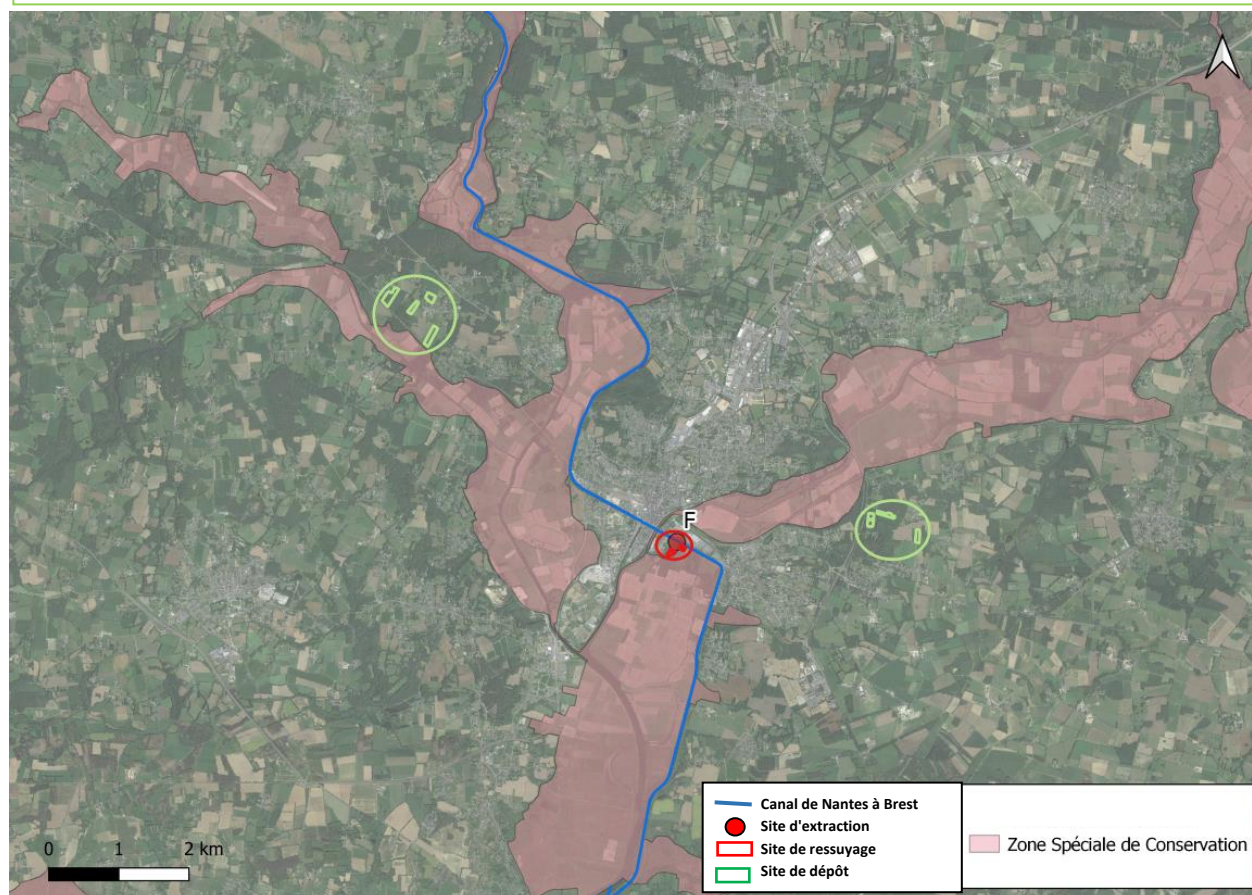 F
Canal de Nantes à Brest
Site d'extraction
Site de ressuyage
Site de dépôt
Zone Spéciale de Conservation
0 1 2 km